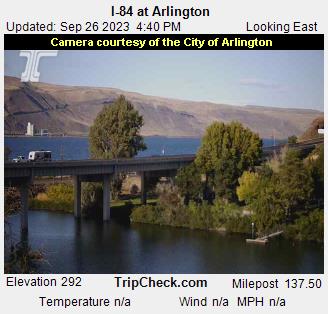 I-84 at Arlington
Updated: Sep 26 2023 4:40 PM Looking East
Camera courtesy of the City of Arlington
Elevation 292 TripCheck.com Milepost 137.50
Temperature n/a Wind n/a MPH n/a